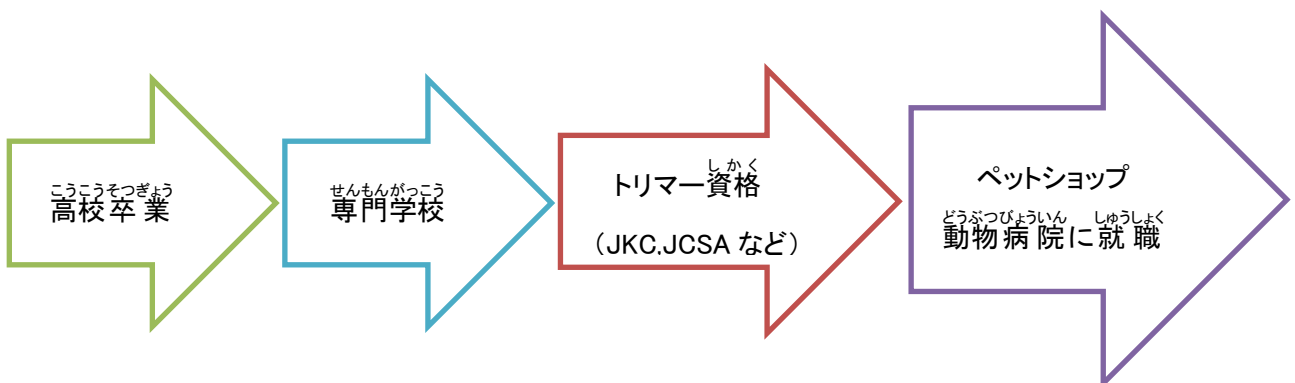 こうこうそつぎょう
高校卒業
せんもんがっこう
専門学校
しかく
トリマー資格
（JKC,JCSA など）
ペットショップ
どうぶつびょういん しゅうしょく
動物病院に就職